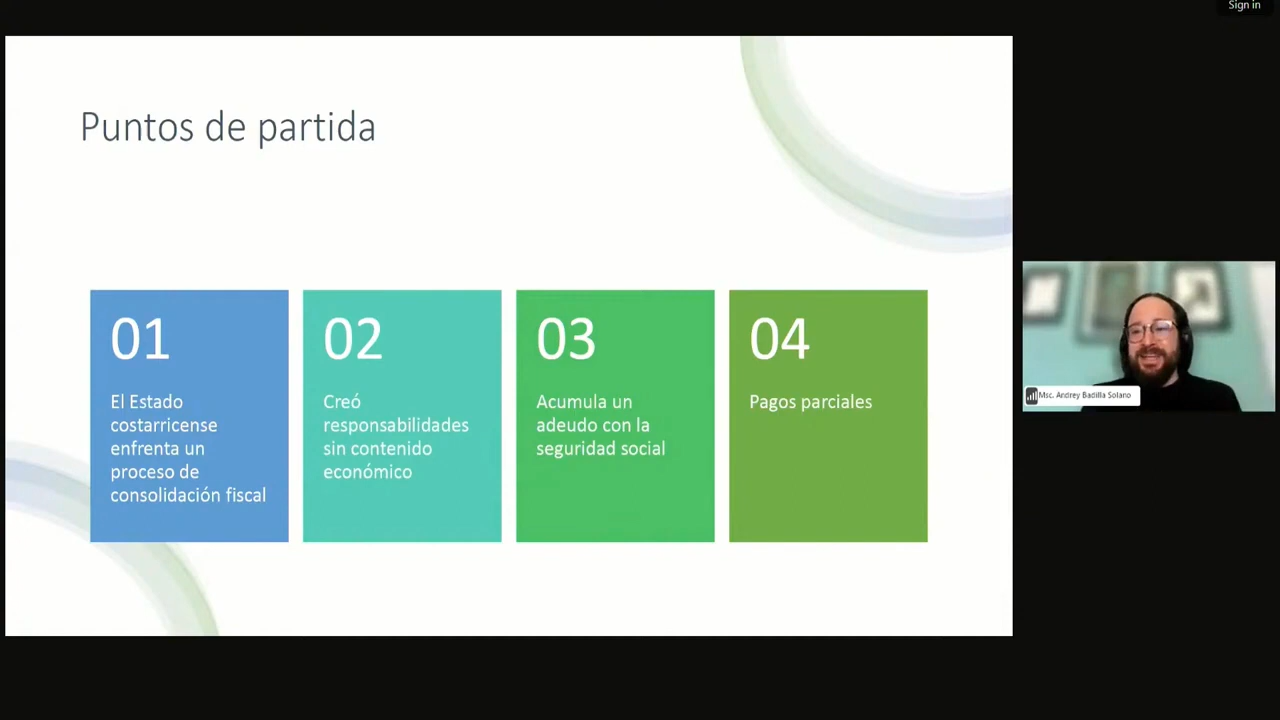 Sign in
Puntos de partida
01
El Estado
costarricense
enfrenta un
proceso de
consolidación fiscal
02
Creó
responsabilidades
sin contenido
económico
03
Acumula un
adeudo con la
seguridad social
04
Pagos parciales
Msc. Andrey Badilla Solano